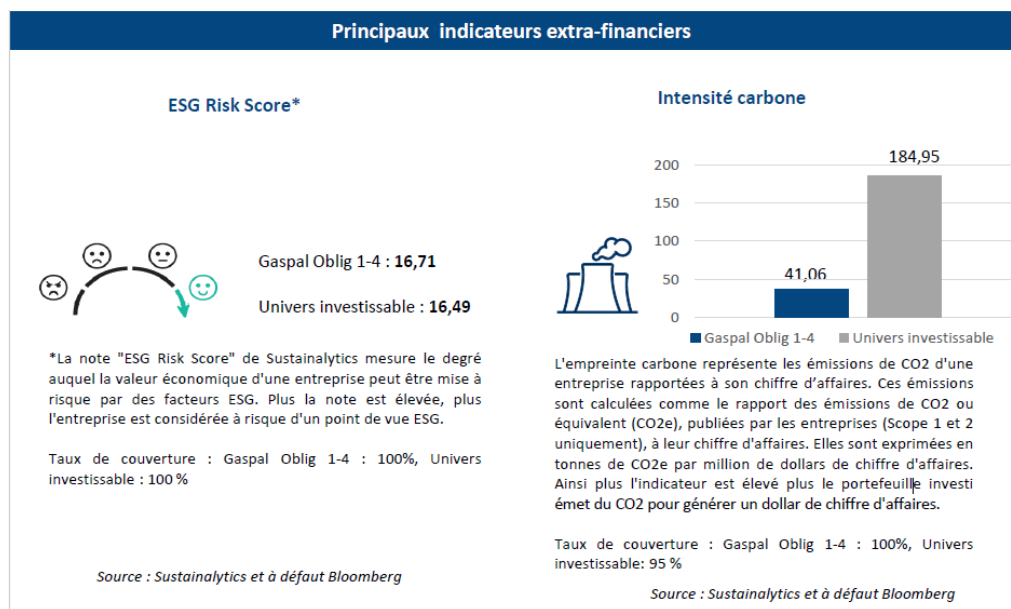 Principaux indicateurs extra-financiers
ESG Risk Score*
Gaspal Oblig 1-4 : 16,71
Univers investissable : 16,49
*La note "ESG Risk Score" de Sustainalytics mesure le degré
auquel la valeur économique d'une entreprise peut être mise à
risque par des facteurs ESG. Plus la note est élevée, plus
l'entreprise est considérée à risque d'un point de vue ESG.
Taux de couverture : Gaspal Oblig 1-4 : 100%, Univers
investissable : 100 %
Source : Sustainalytics et à défaut Bloomberg
Intensité carbone
184,95
200
150
100
50
41,06
0
Gaspal Oblig 1-4
Univers investissable
L'empreinte carbone représente les émissions de CO2 d'une
entreprise rapportées à son chiffre d'affaires. Ces émissions
sont calculées comme le rapport des émissions de CO2 ou
équivalent (CO2e), publiées par les entreprises (Scope 1 et 2
uniquement), à leur chiffre d'affaires. Elles sont exprimées en
tonnes de CO2e par million de dollars de chiffre d'affaires.
Ainsi plus l'indicateur est élevé plus le portefeuille investi
émet du CO2 pour générer un dollar de chiffre d'affaires.
Taux de couverture : Gaspal Oblig 1-4 : 100%, Univers
investissable: 95 %
Source : Sustainalytics et à défaut Bloomberg